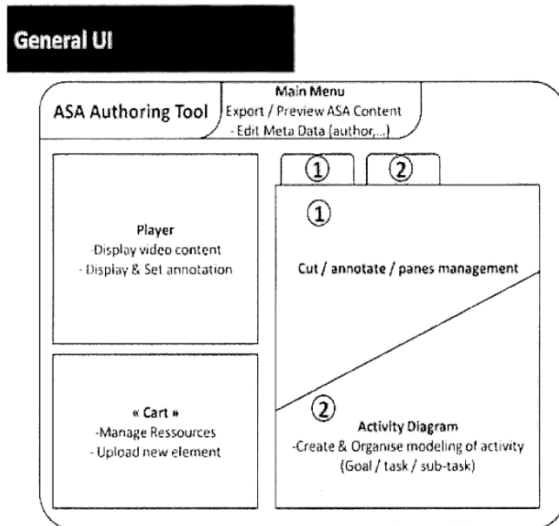 General UI
ASA Authoring Tool
Main Menu
Export / Preview ASA Content
- Edit Meta Data (author,...)
① ②
Player
-Display video content
- Display & Set annotation
①
Cut / annotate / panes management
« Cart »
-Manage Ressources
- Upload new element
②
Activity Diagram
-Create & Organise modeling of activity
(Goal / task / sub-task)